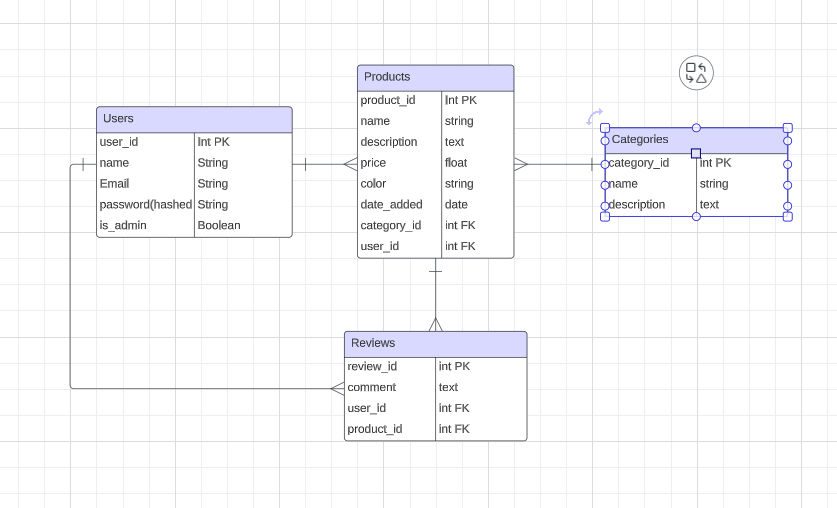 Users
user_id Int PK
name String
Email String
password(hashed String
is_admin Boolean
Products
product_id Int PK
name string
description text
price float
color string
date_added date
category_id int FK
user_id int FK
Categories
category_id int PK
name string
description text
Reviews
review_id int PK
comment text
user_id int FK
product_id int FK